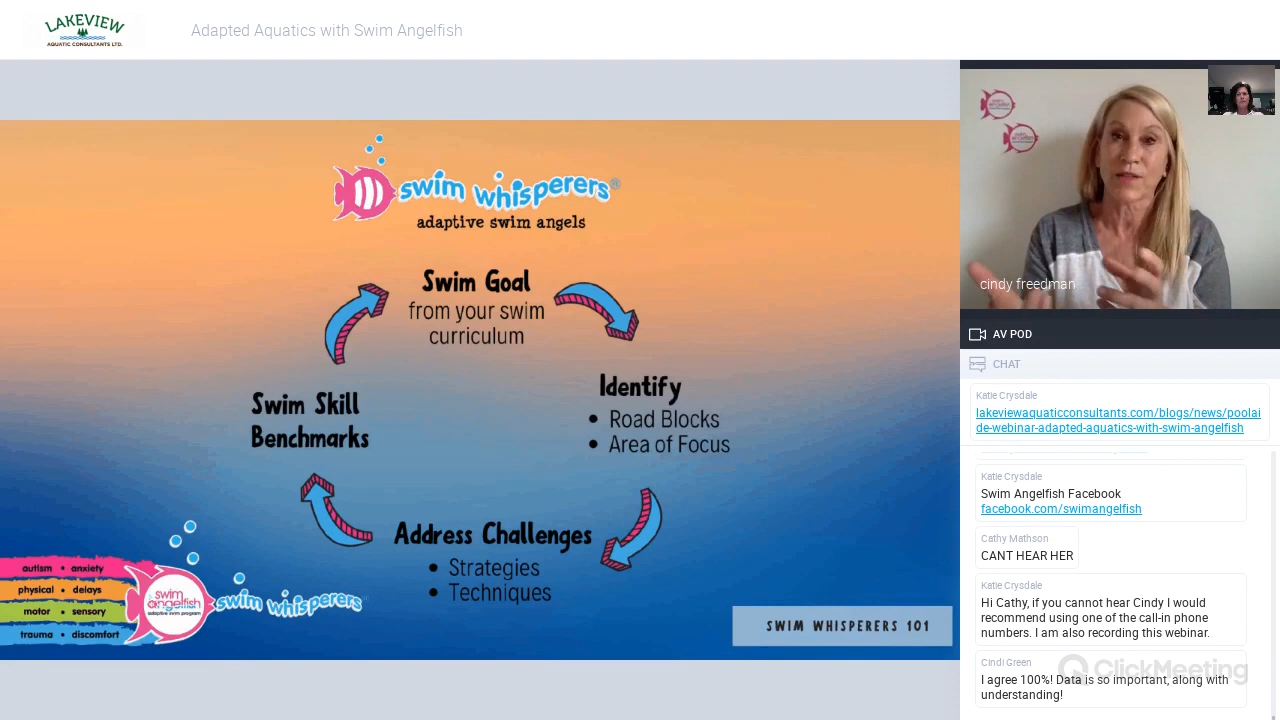 LAKEVIEW
AQUATIC CONSULTANTS LTD.
Adapted Aquatics with Swim Angelfish
swim whisperers®
adaptive swim angels
Swim Goal
from your swim
curriculum
Identify
• Road Blocks
• Area of Focus
Address Challenges
• Strategies
• Techniques
Swim Skill
Benchmarks
autism • anxiety
physical • delays
motor • sensory
trauma • discomfort
swim
angelfish
adaptive swim program
swim whisperers
SWIM WHISPERERS 101
cindy freedman
AV POD
CHAT
Katie Crysdale
lakeviewaquaticconsultants.com/blogs/news/poolai
de-webinar-adapted-aquatics-with-swim-angelfish
Katie Crysdale
Swim Angelfish Facebook
facebook.com/swimangelfish
Cathy Mathson
CANT HEAR HER
Katie Crysdale
Hi Cathy, if you cannot hear Cindy I would
recommend using one of the call-in phone
numbers. I am also recording this webinar.
Cindi Green
I agree 100%! Data is so important, along with
understanding!
ClickMeeting